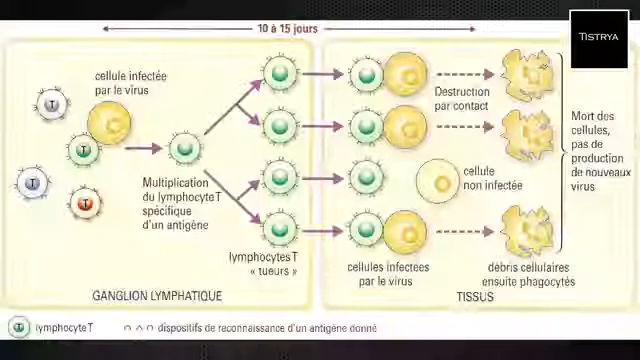 10 à 15 jours
TISTRYA
cellule infectée
par le virus
T
T
T
T
Multiplication
du lymphocyte T
spécifique
d'un antigène
lymphocytes T
« tueurs »
GANGLION LYMPHATIQUE
Destruction
par contact
cellule
non infectée
cellules infectees
par le virus
débris cellulaires
ensuite phagocytés
Mort des
cellules,
pas de
production
de nouveaux
virus
TISSUS
lymphocyte T
dispositifs de reconnaissance d'un antigène donné